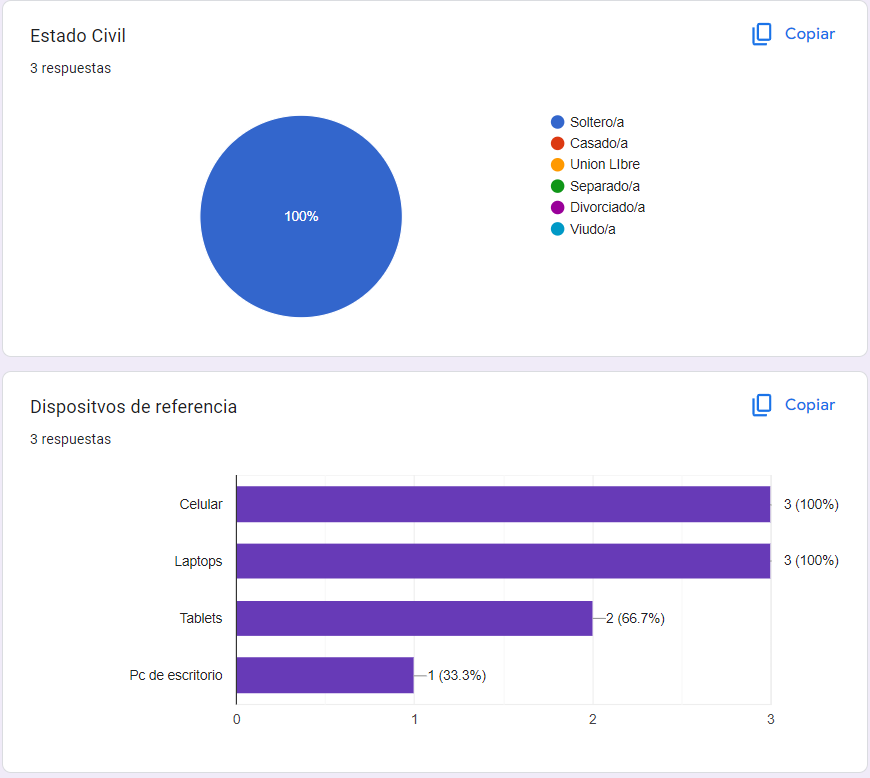 Estado Civil
Copiar
3 respuestas
100%
Soltero/a
Casado/a
Union LIbre
Separado/a
Divorciado/a
Viudo/a
Dispositvos de referencia
Copiar
3 respuestas
Celular
3 (100%)
Laptops
3 (100%)
Tablets
2 (66.7%)
Pc de escritorio
1 (33.3%)
0 1 2 3